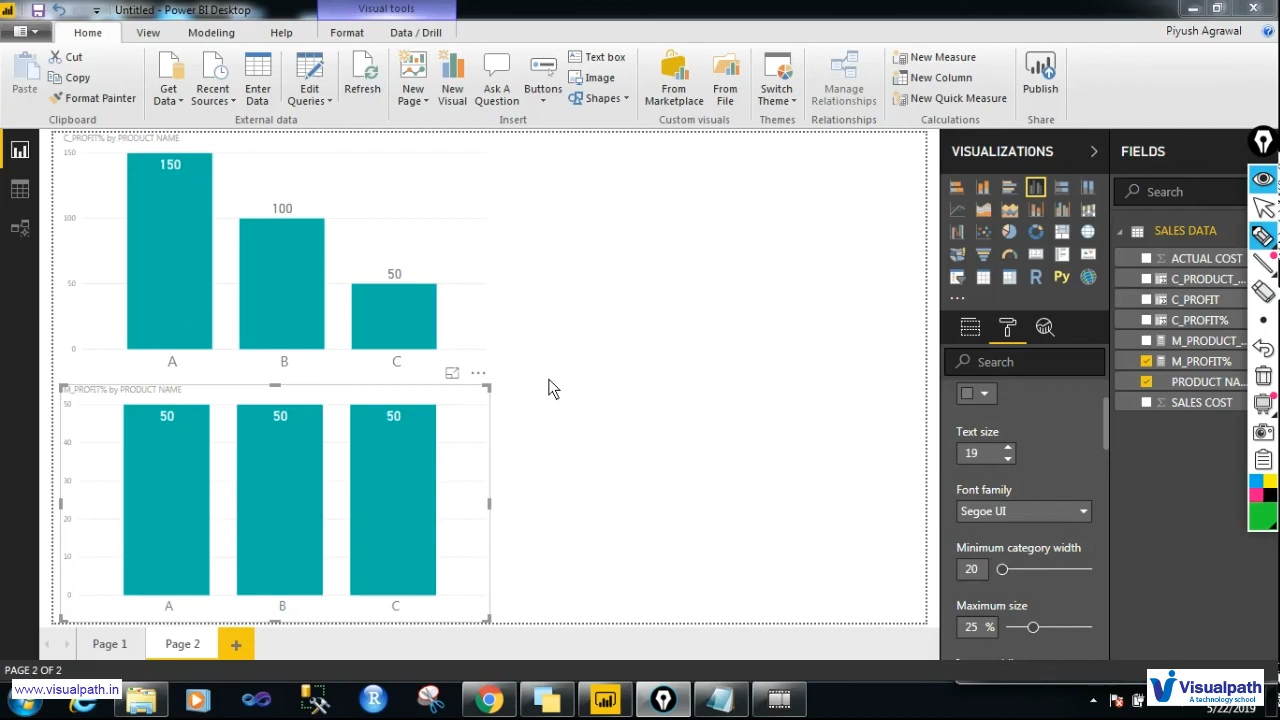 Untitled - Power BI Desktop
Visual tools
Home View Modeling Help Format Data / Drill
Piyush Agrawal
Paste
Cut
Copy
Format Painter
Clipboard
Get Data
Recent Sources
Enter Data
Edit Queries
Refresh
External data
New Page
New Visual
Ask A Question
Buttons
Text box
Image
Shapes
Insert
From Marketplace
From File
Custom visuals
Switch Theme
Themes
Manage Relationships
Relationships
New Measure
New Column
New Quick Measure
Calculations
Publish
Share
C_PROFIT% by PRODUCT NAME
150
100
50
0
150
100
50
A B C
M_PROFIT% by PRODUCT NAME
50
40
30
20
10
0
50 50 50
A B C
Page 1
Page 2
PAGE 2 OF 2
VISUALIZATIONS
R
Py
Search
Text size
19
Font family
Segoe UI
Minimum category width
20
Maximum size
25 %
FIELDS
Search
SALES DATA
ACTUAL COST
C_PRODUCT_...
C_PROFIT
C_PROFIT%
M_PRODUCT_...
M_PROFIT%
PRODUCT NA...
SALES COST
www.visualpath.in
R
Visualpath
A technology school
5/22/2019